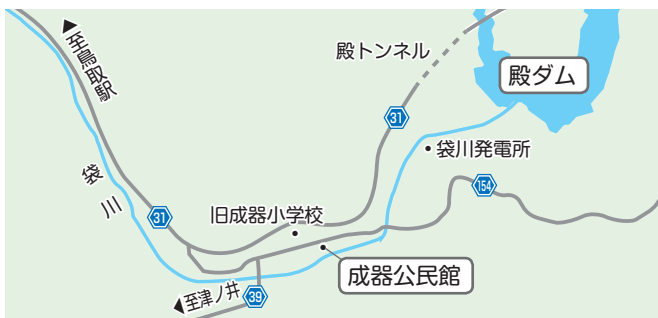 ▲至鳥取駅
殿トンネル
殿ダム
31
袋川発電所
袋川
154
31
旧成器小学校
成器公民館
◀至津ノ井
39